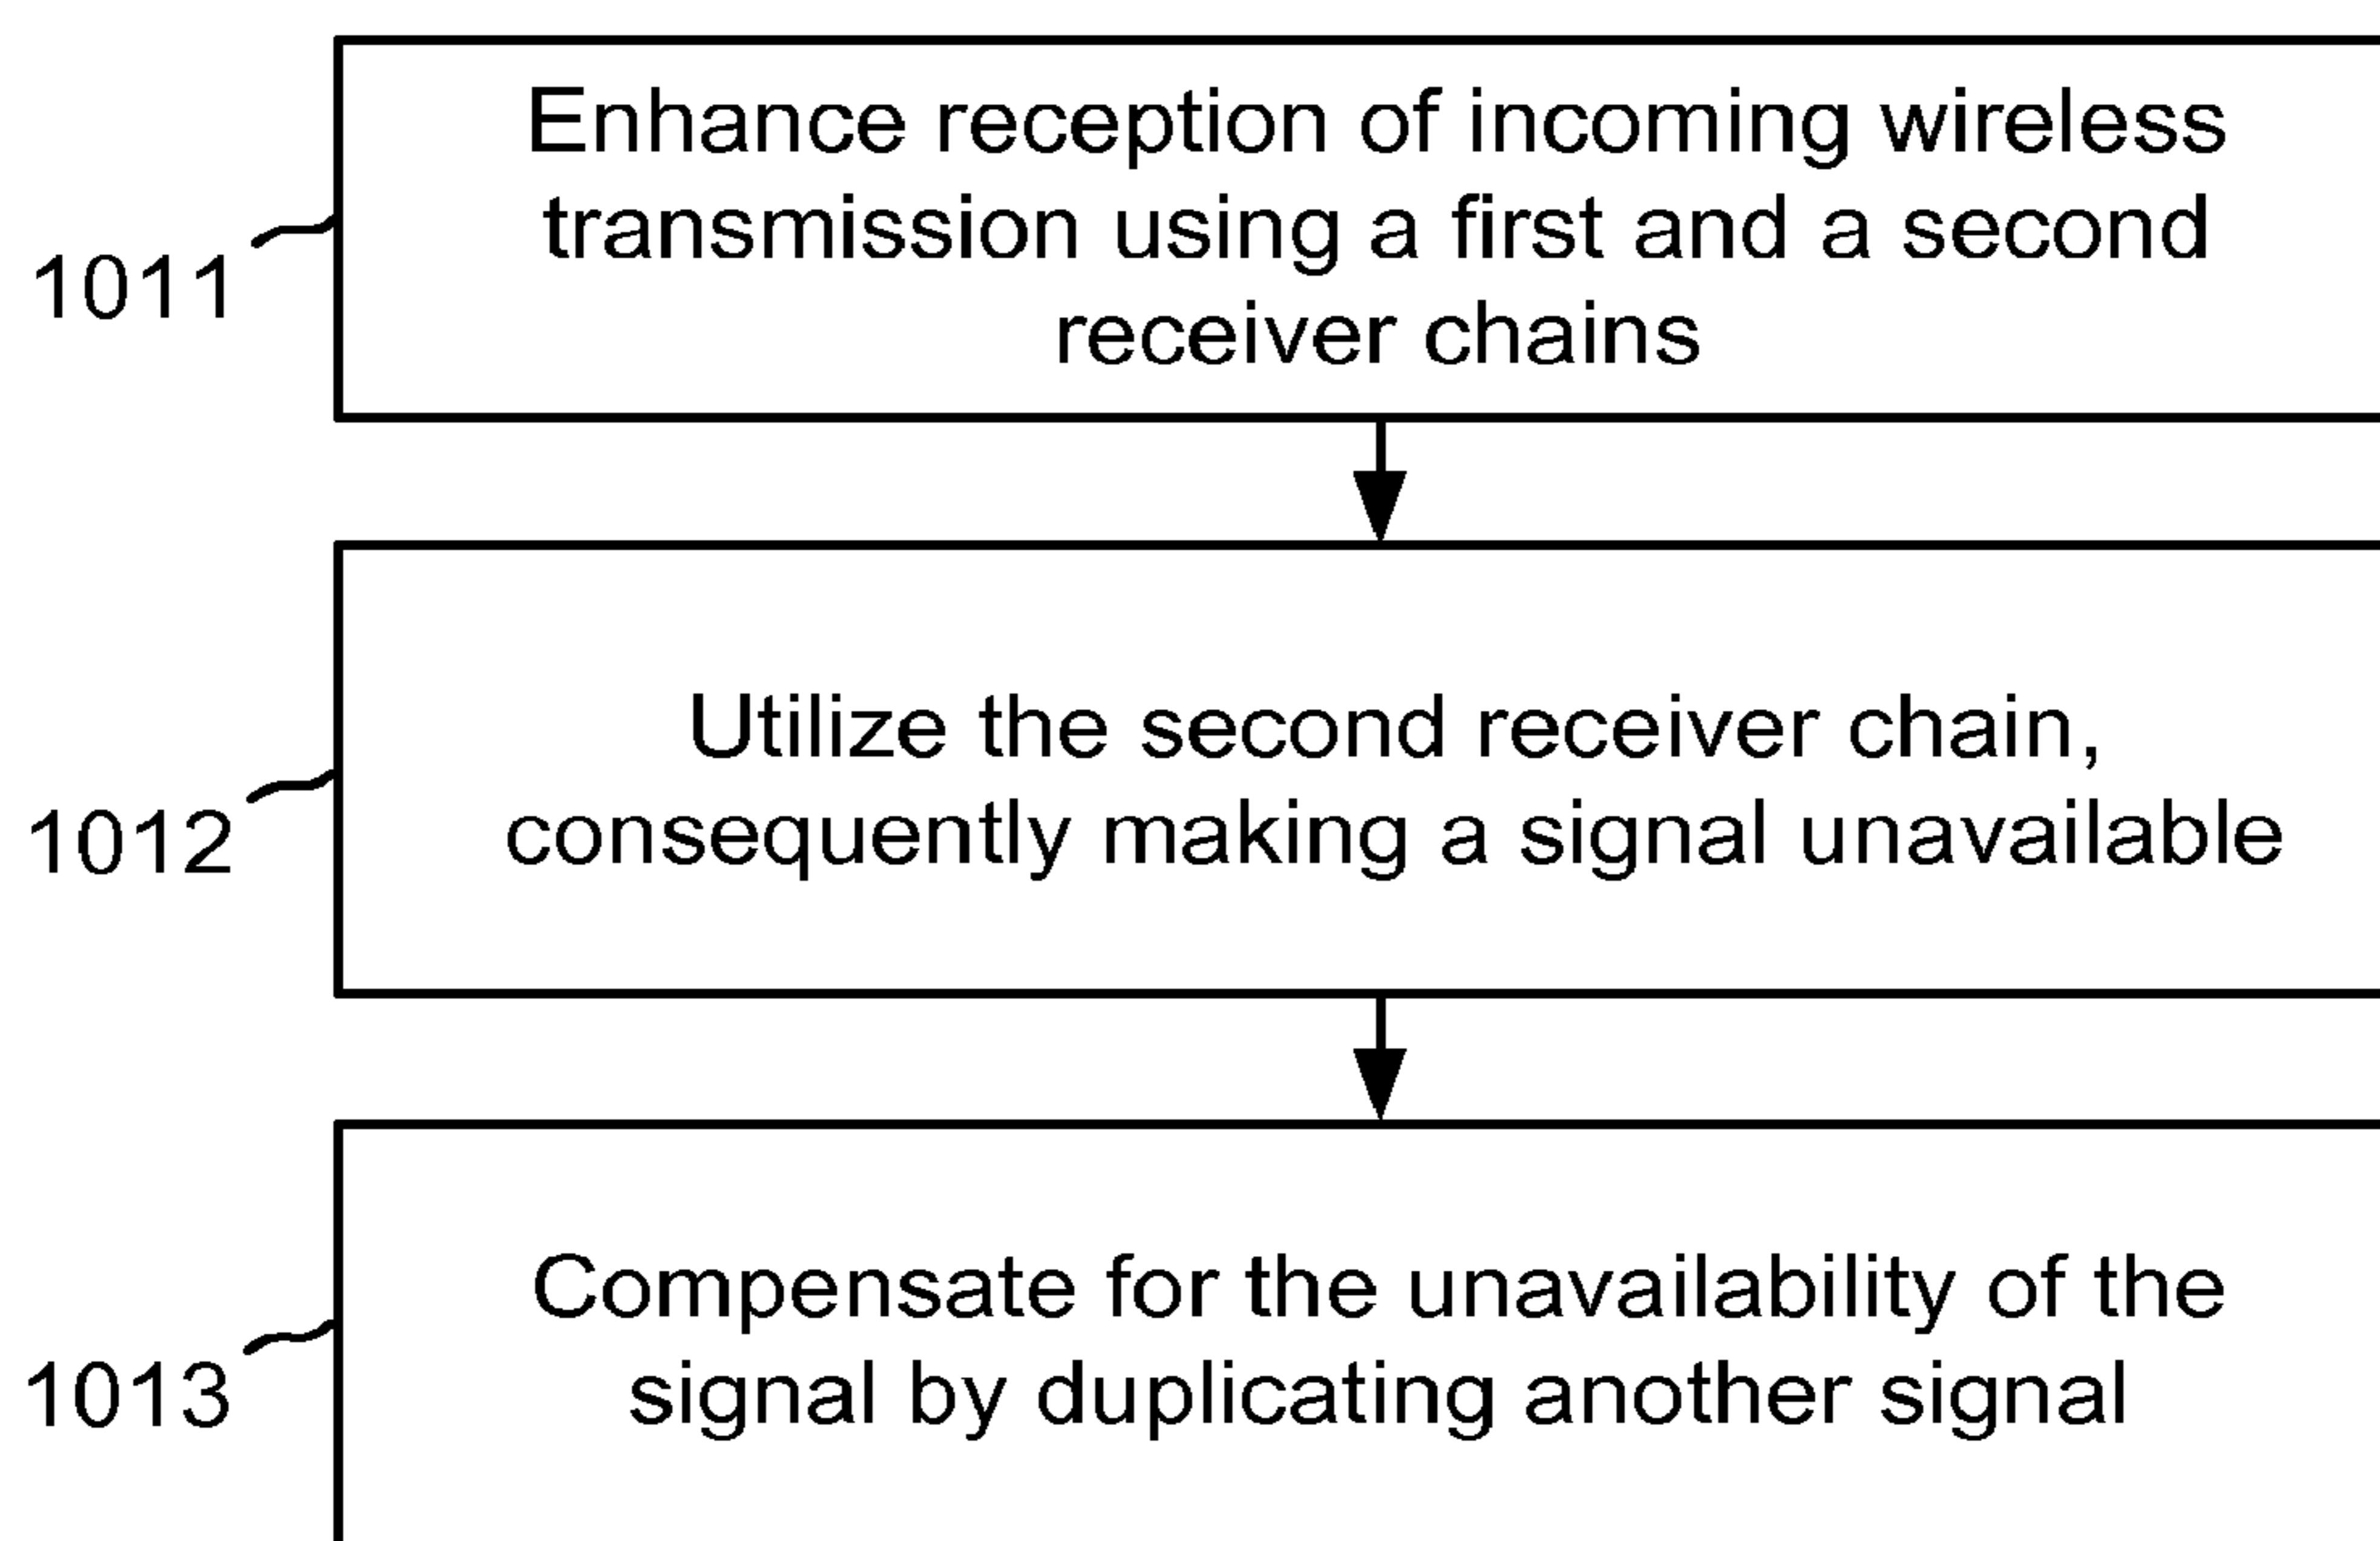 Enhance reception of incoming wireless
transmission using a first and a second
receiver chains
1011
Utilize the second receiver chain,
consequently making a signal unavailable
1012
Compensate for the unavailability of the
signal by duplicating another signal
1013